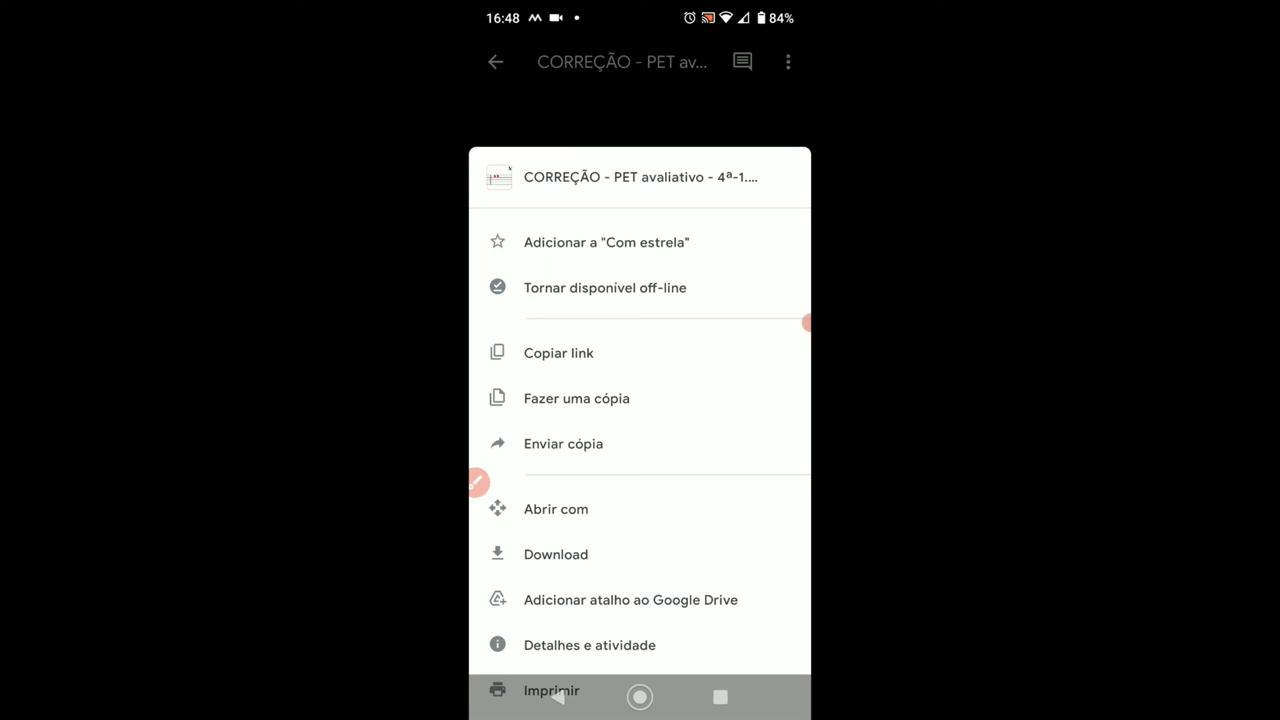 16:48
84%
CORREÇÃO - PET av...
CORREÇÃO - PET avaliativo - 4ª-1....
Adicionar a "Com estrela"
Tornar disponível off-line
Copiar link
Fazer uma cópia
Enviar cópia
Abrir com
Download
Adicionar atalho ao Google Drive
Detalhes e atividade
Imprimir